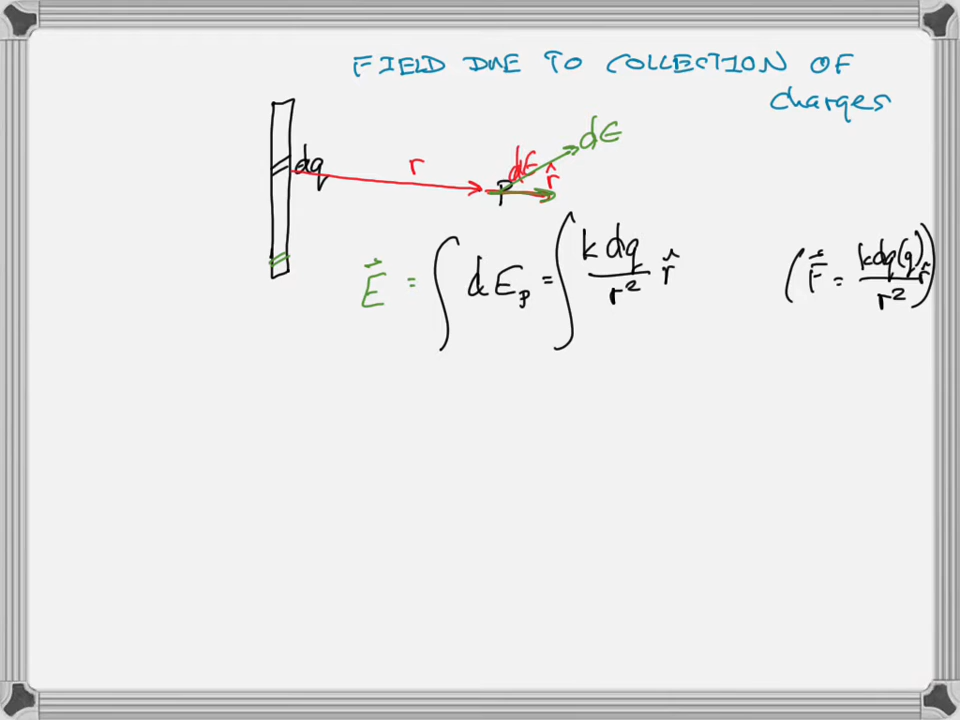 FIELD DUE TO COLLECTION OF
charges
dq
r
P
dE
r̂
dE
E⃗ = ∫ dE_p = ∫ k dq / r² r̂
(F⃗ = k dq(q) / r² r̂)